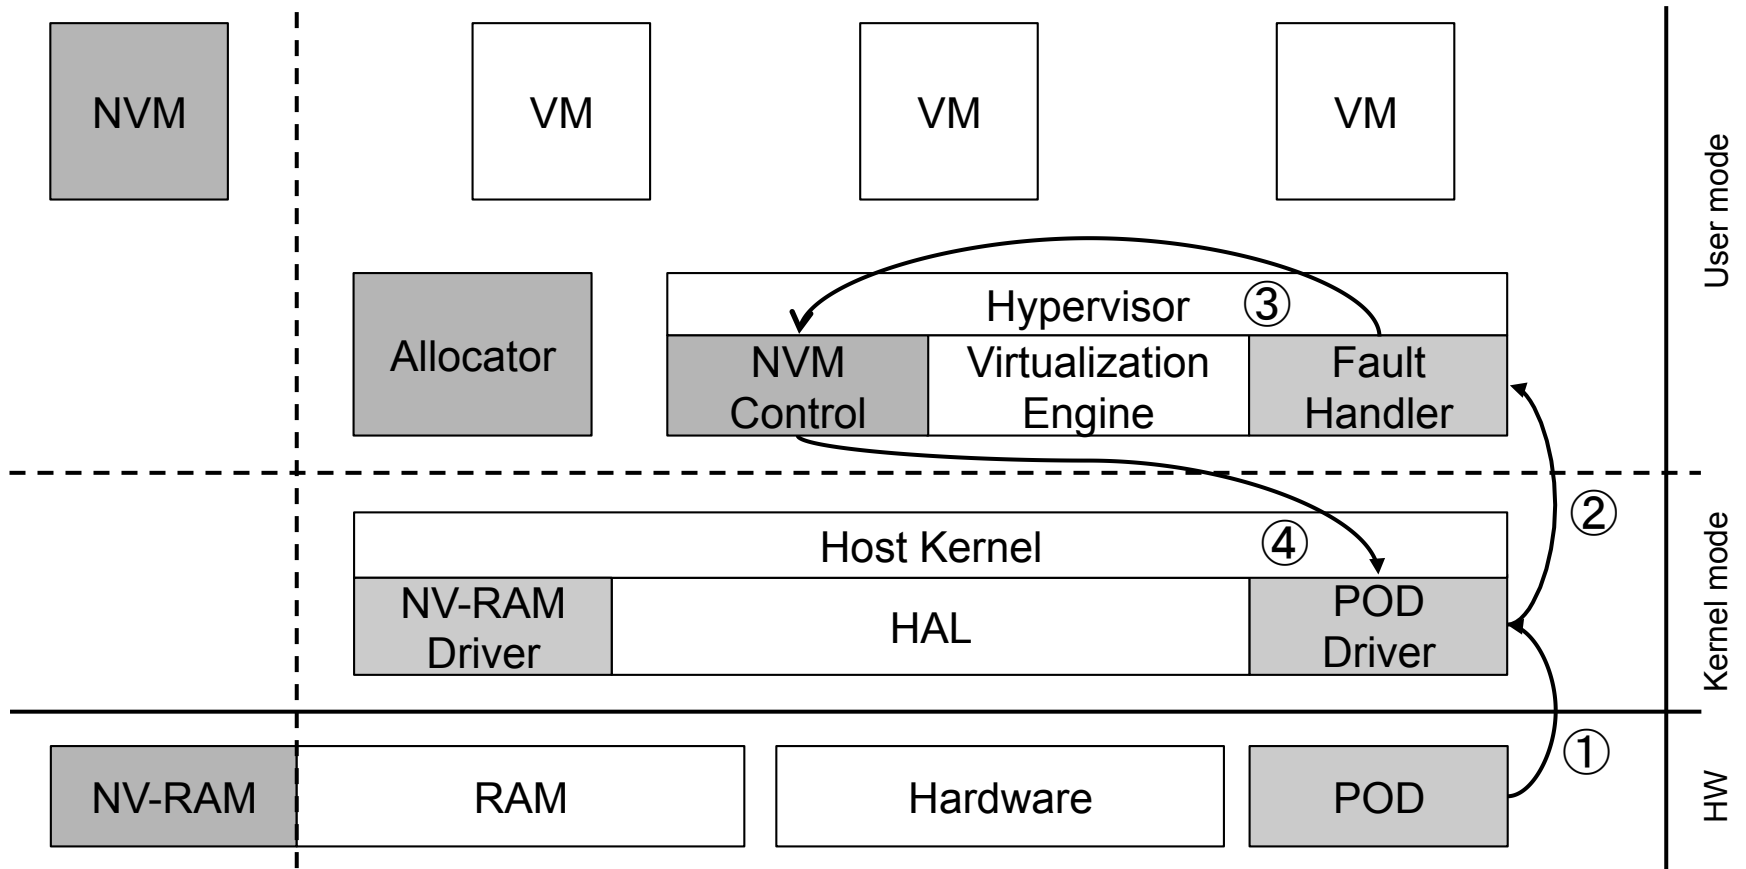 NVM
VM
VM
VM
User mode
Hypervisor
③
Allocator
NVM
Control
Virtualization
Engine
Fault
Handler
②
Host Kernel
④
Kernel mode
NV-RAM
Driver
HAL
POD
Driver
①
NV-RAM
RAM
Hardware
POD
HW